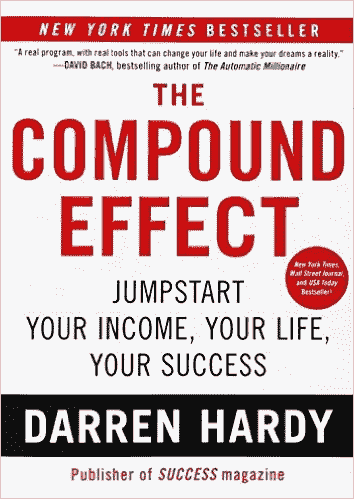 NEW YORK TIMES BESTSELLER
"A real program, with real tools that can change your life and make your dreams a reality."
—DAVID BACH, bestselling author of The Automatic Millionaire
THE
COMPOUND
EFFECT
New York Times,
Wall Street Journal,
and USA Today
Bestseller!
JUMPSTART
YOUR INCOME, YOUR LIFE,
YOUR SUCCESS
DARREN HARDY
Publisher of SUCCESS magazine